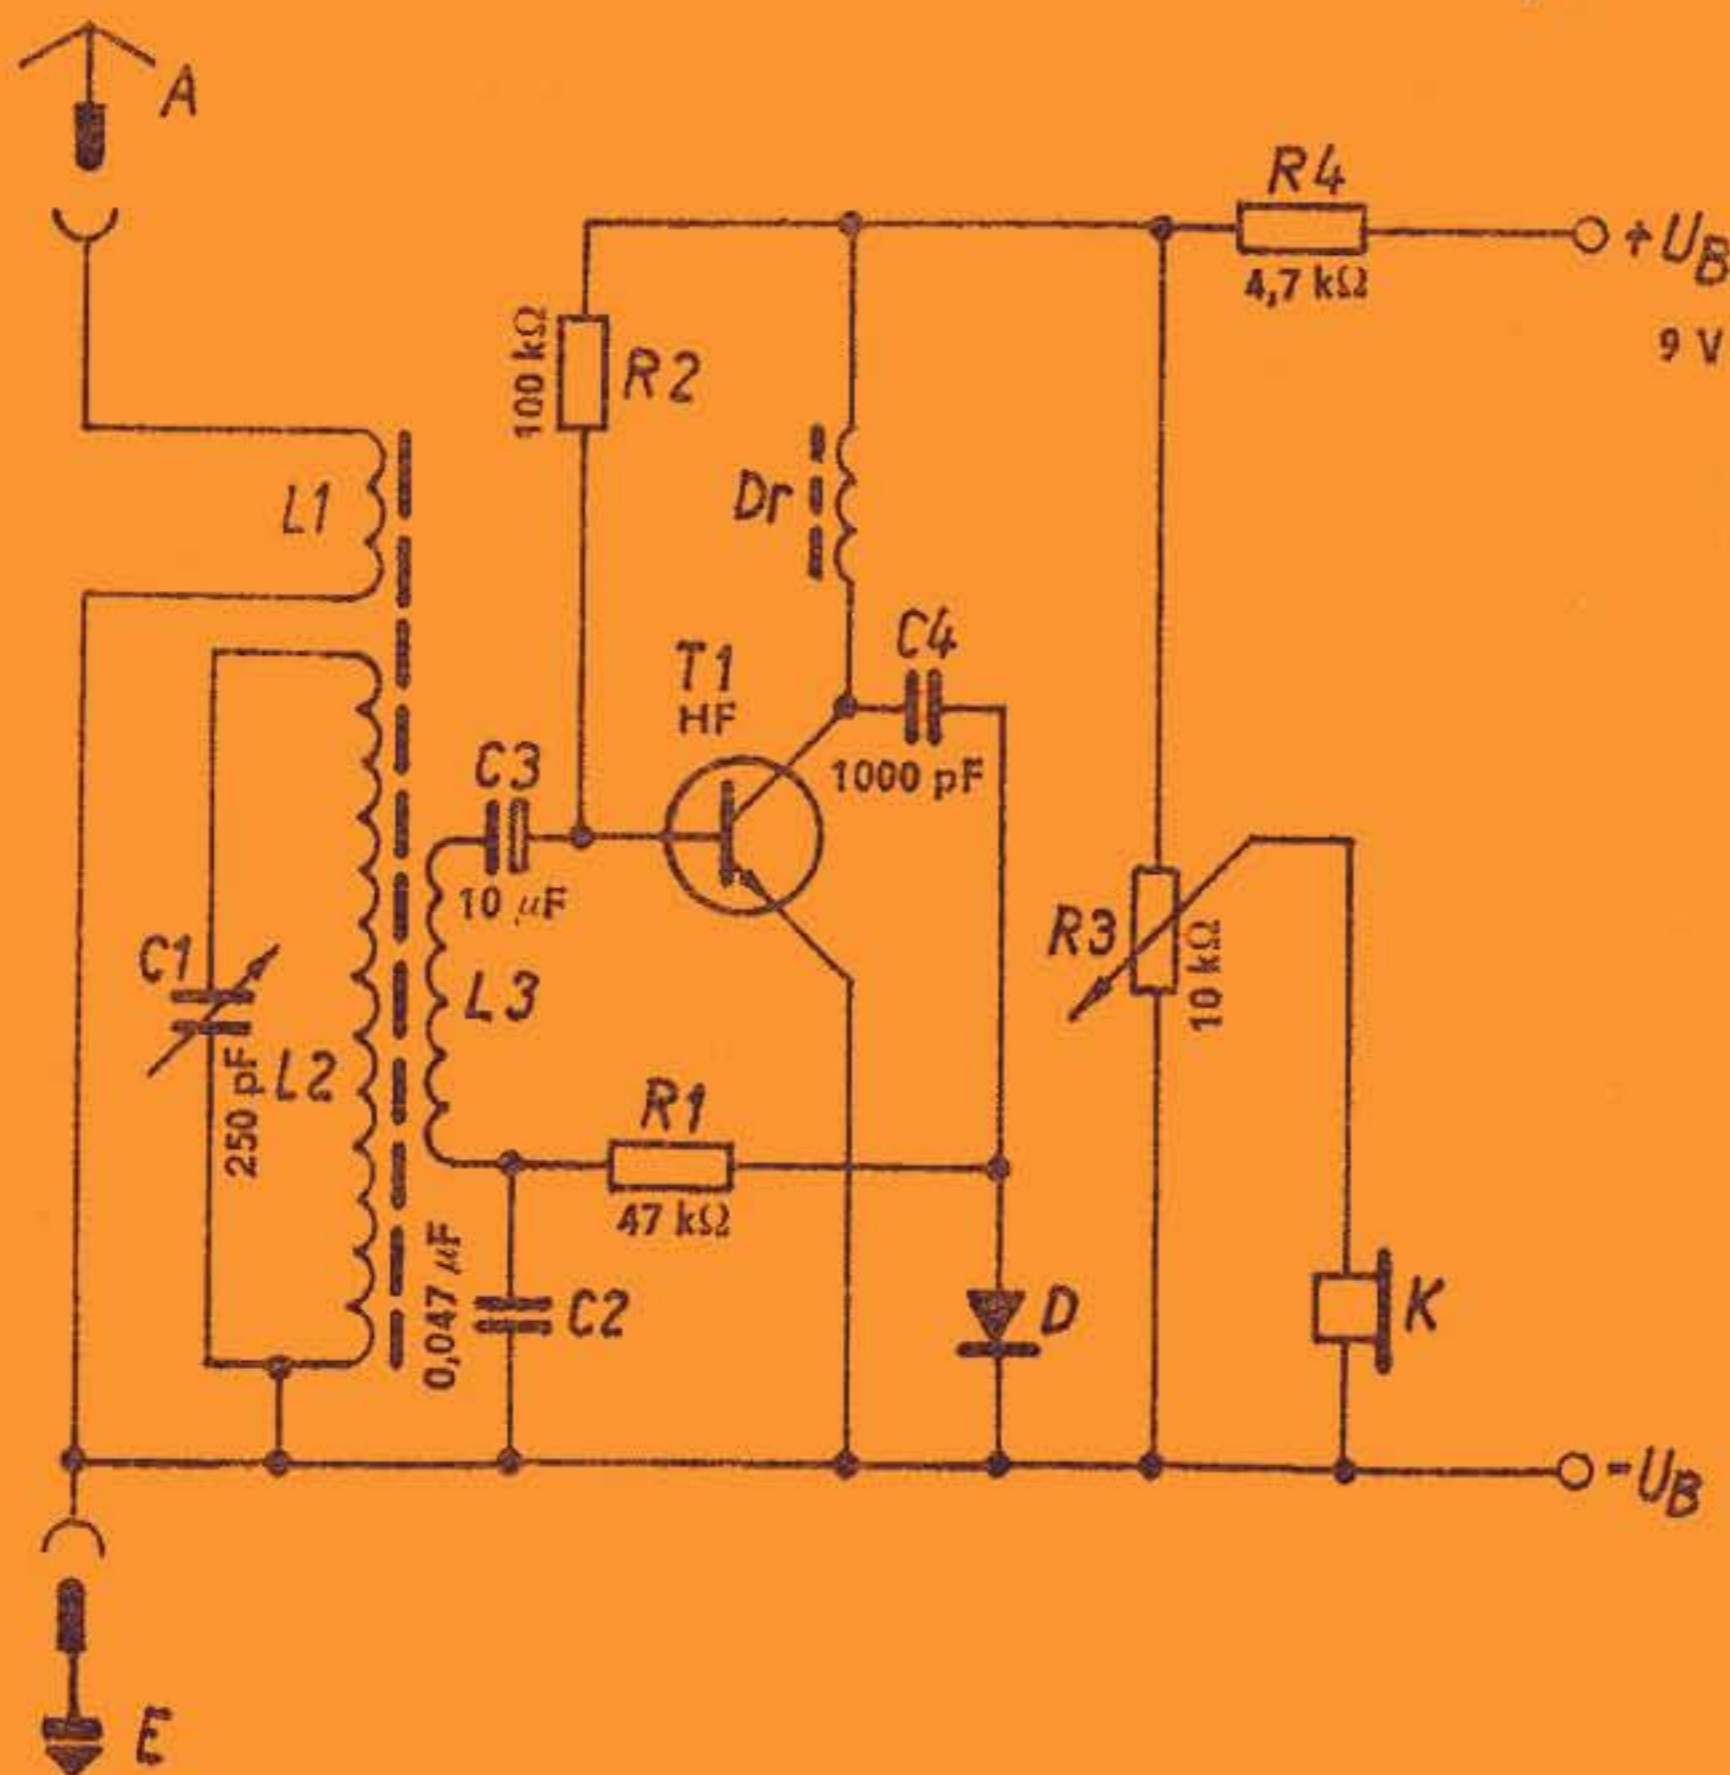 A
R4
4,7 kΩ
+UB
9 V
100 kΩ
R2
L1
Dr
T1
HF
C4
1000 pF
C3
10 µF
R3
10 kΩ
C1
250 pF
L2
L3
R1
47 kΩ
0,047 µF
C2
D
K
-UB
E